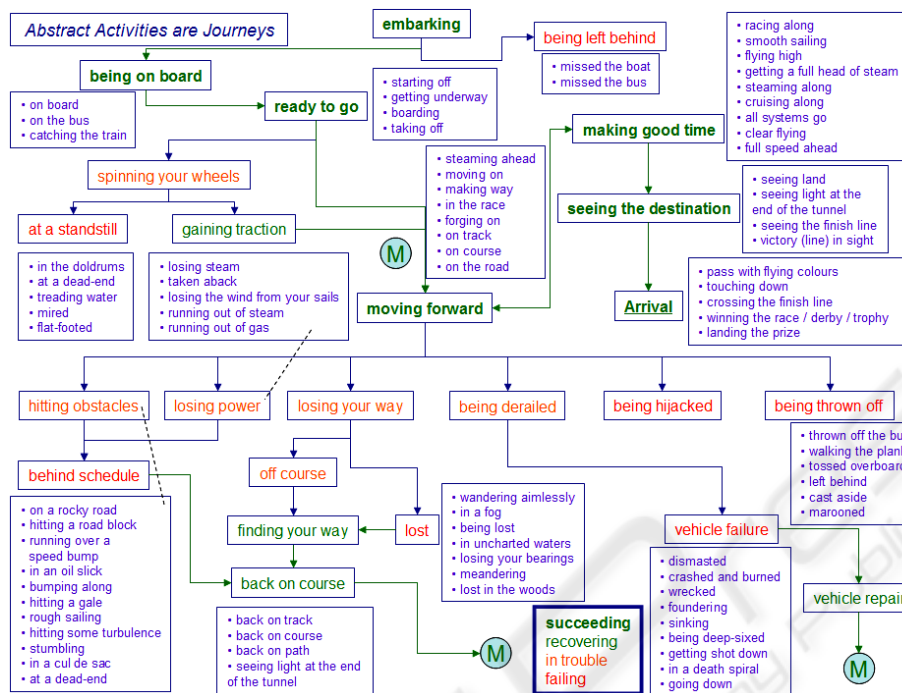 Abstract Activities are Journeys
embarking
being left behind
• missed the boat
• missed the bus
• racing along
• smooth sailing
• flying high
• getting a full head of steam
• steaming along
• cruising along
• all systems go
• clear flying
• full speed ahead
being on board
• on board
• on the bus
• catching the train
ready to go
• starting off
• getting underway
• boarding
• taking off
making good time
spinning your wheels
• steaming ahead
• moving on
• making way
• in the race
• forging on
• on track
• on course
• on the road
seeing the destination
• seeing land
• seeing light at the
end of the tunnel
• seeing the finish line
• victory (line) in sight
at a standstill
gaining traction
M
• in the doldrums
• at a dead-end
• treading water
• mired
• flat-footed
• losing steam
• taken aback
• losing the wind from your sails
• running out of steam
• running out of gas
moving forward
Arrival
• pass with flying colours
• touching down
• crossing the finish line
• winning the race / derby / trophy
• landing the prize
hitting obstacles
losing power
losing your way
being derailed
being hijacked
being thrown off
• thrown off the
• walking the
• tossed overboard
• left behind
• cast aside
• marooned
behind schedule
off course
• on a rocky road
• hitting a road block
• running over a
speed bump
• in an oil slick
• bumping along
• hitting a gale
• rough sailing
• hitting some turbulence
• stumbling
• in a cul de sac
• at a dead-end
finding your way
lost
• wandering aimlessly
• in a fog
• being lost
• in uncharted waters
• losing your bearings
• meandering
• lost in the woods
vehicle failure
• dismasted
• crashed and burned
• wrecked
• foundering
• sinking
• being deep-sixed
• getting shot down
• in a death spiral
• going down
back on course
vehicle repair
• back on track
• back on course
• back on path
• seeing light at the end
of the tunnel
M
succeeding
recovering
in trouble
failing
M